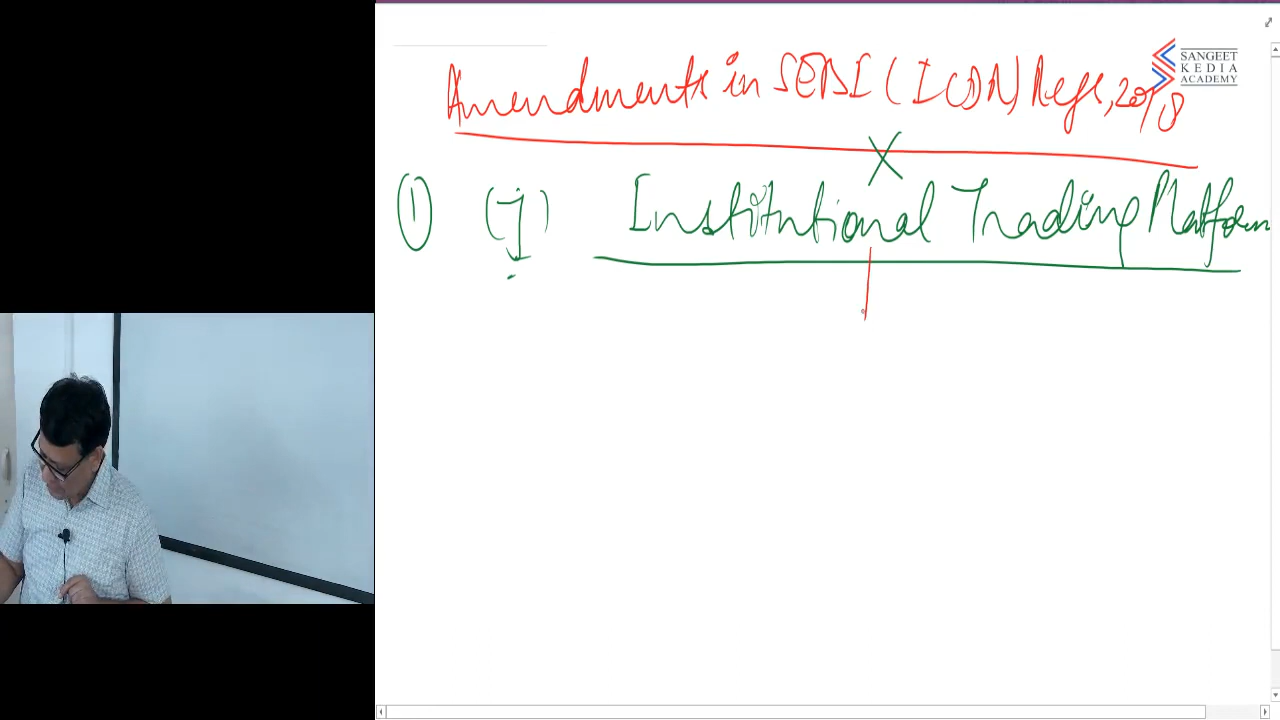 SANGEET
KEDIA
ACADEMY
Amendments in SEBI (ICDR) Regs, 2018
① (j) Institutional Trading Platform